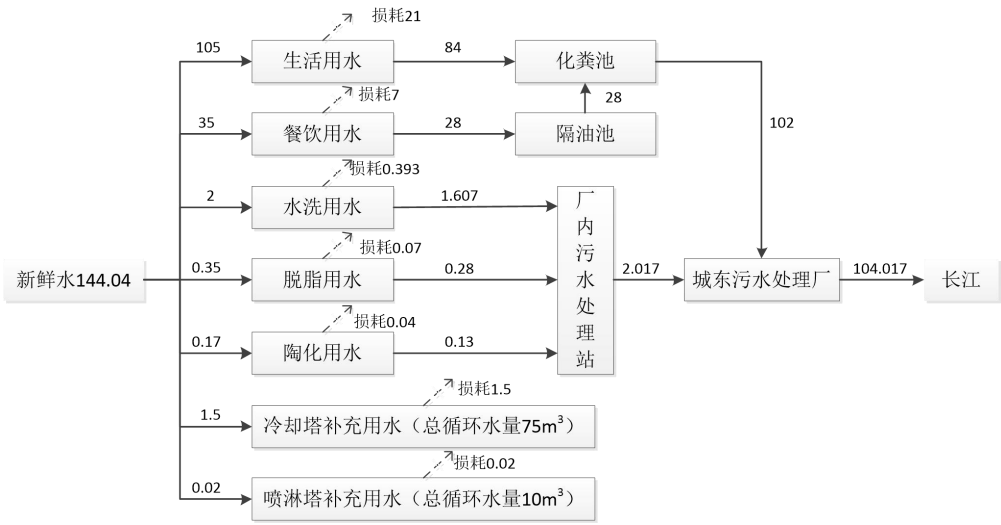 损耗21
105
生活用水
84
化粪池
损耗7
28
102
35
餐饮用水
28
隔油池
损耗0.393
2
水洗用水
1.607
厂内污水处理站
损耗0.07
新鲜水144.04
0.35
脱脂用水
0.28
2.017
城东污水处理厂
104.017
长江
损耗0.04
0.17
陶化用水
0.13
损耗1.5
1.5
冷却塔补充用水（总循环水量75m³）
损耗0.02
0.02
喷淋塔补充用水（总循环水量10m³）